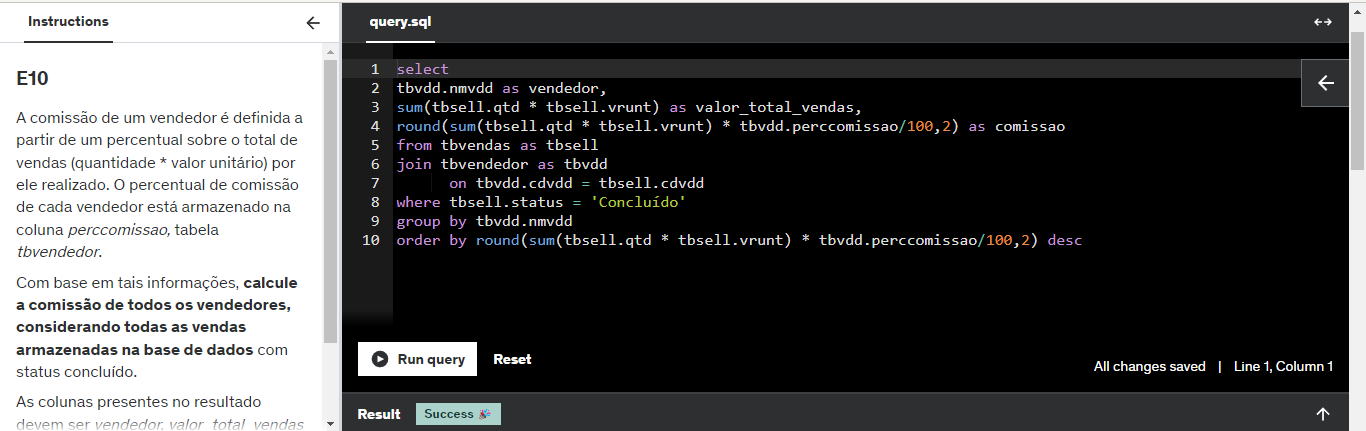 Instructions
E10
A comissão de um vendedor é definida a
partir de um percentual sobre o total de
vendas (quantidade * valor unitário) por
ele realizado. O percentual de comissão
de cada vendedor está armazenado na
coluna perccomissao, tabela
tbvendedor.
Com base em tais informações, calcule
a comissão de todos os vendedores,
considerando todas as vendas
armazenadas na base de dados com
status concluído.
As colunas presentes no resultado
devem ser vendedor, valor_total_vendas
query.sql
1 select
2 tbvdd.nmvdd as vendedor,
3 sum(tbsell.qtd * tbsell.vrunt) as valor_total_vendas,
4 round(sum(tbsell.qtd * tbsell.vrunt) * tbvdd.perccomissao/100,2) as comissao
5 from tbvendas as tbsell
6 join tbvendedor as tbvdd
7 on tbvdd.cdvdd = tbsell.cdvdd
8 where tbsell.status = 'Concluído'
9 group by tbvdd.nmvdd
10 order by round(sum(tbsell.qtd * tbsell.vrunt) * tbvdd.perccomissao/100,2) desc
Run query Reset
All changes saved | Line 1, Column 1
Result Success 🎉